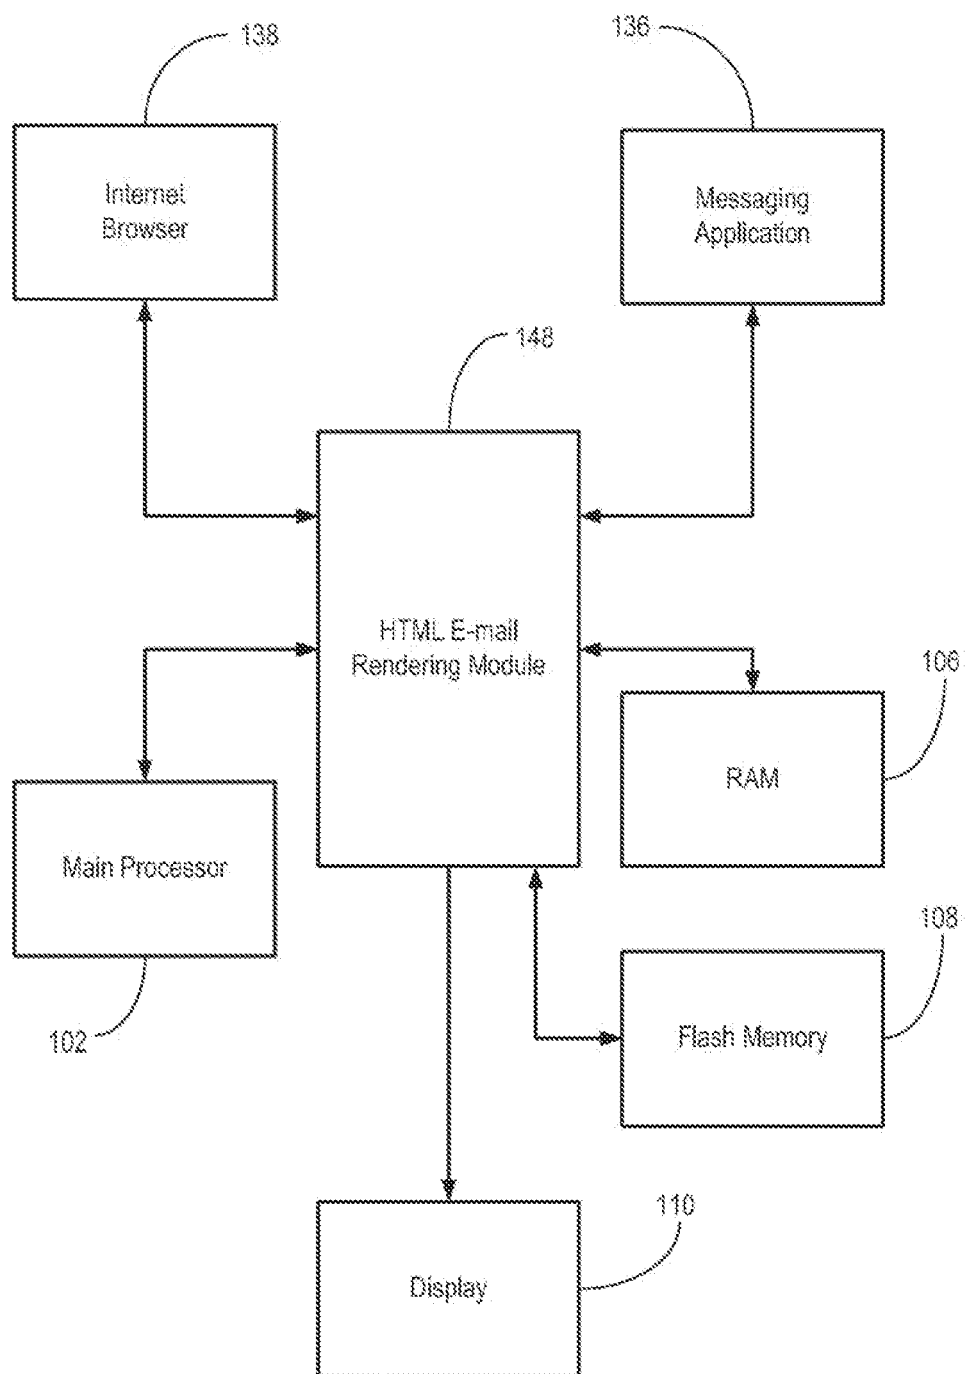 138
136
Internet
Browser
Messaging
Application
148
HTML E-mail
Rendering Module
106
RAM
Main Processor
108
102
Flash Memory
110
Display